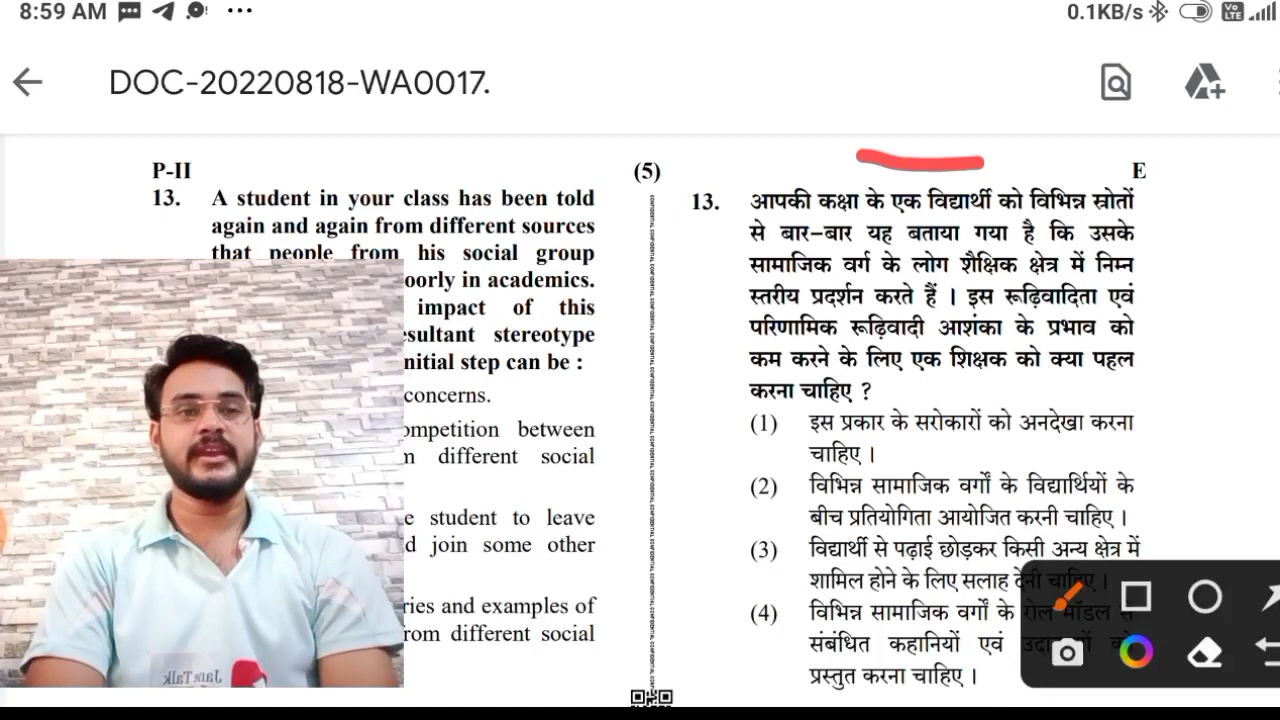 8:59 AM
0.1KB/s
VoLTE
DOC-20220818-WA0017.
P-II
(5)
E
13. A student in your class has been told
again and again from different sources
that people from his social group
oorly in academics.
impact of this
sultant stereotype
nitial step can be :
concerns.
ompetition between
different social
e student to leave
d join some other
ries and examples of
rom different social
13. आपकी कक्षा के एक विद्यार्थी को विभिन्न स्रोतों
से बार–बार यह बताया गया है कि उसके
सामाजिक वर्ग के लोग शैक्षिक क्षेत्र में निम्न
स्तरीय प्रदर्शन करते हैं । इस रूढ़िवादिता एवं
परिणामिक रूढ़िवादी आशंका के प्रभाव को
कम करने के लिए एक शिक्षक को क्या पहल
करना चाहिए ?
(1) इस प्रकार के सरोकारों को अनदेखा करना
चाहिए ।
(2) विभिन्न सामाजिक वर्गों के विद्यार्थियों के
बीच प्रतियोगिता आयोजित करनी चाहिए ।
(3) विद्यार्थी से पढ़ाई छोड़कर किसी अन्य क्षेत्र में
शामिल होने के लिए सलाह देनी चाहिए ।
(4) विभिन्न सामाजिक वर्गों के रोल मॉडल से
संबंधित कहानियों एवं उदाहरणों को
प्रस्तुत करना चाहिए ।